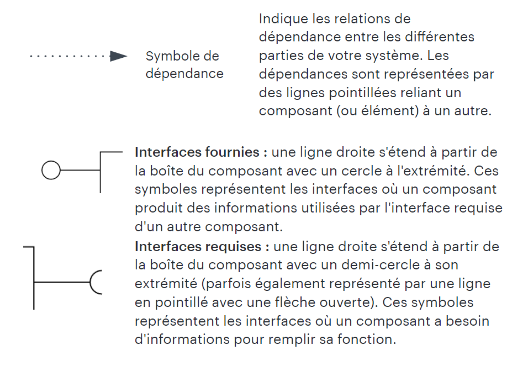 Indique les relations de
dépendance entre les différentes
Symbole de
dépendance
parties de votre système. Les
dépendances sont représentées par
des lignes pointillées reliant un
composant (ou élément) à un autre.
Interfaces fournies : une ligne droite s'étend à partir de
la boîte du composant avec un cercle à l'extrémité. Ces
symboles représentent les interfaces où un composant
produit des informations utilisées par l'interface requise
d'un autre composant.
Interfaces requises : une ligne droite s'étend à partir de
la boîte du composant avec un demi-cercle à son
extrémité (parfois également représenté par une ligne
en pointillé avec une flèche ouverte). Ces symboles
représentent les interfaces où un composant a besoin
d'informations pour remplir sa fonction.